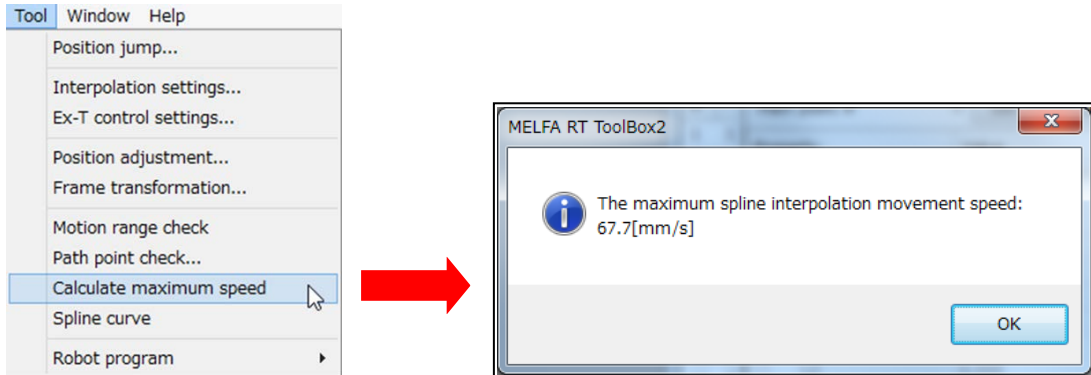 Tool Window Help
Position jump...
Interpolation settings...
Ex-T control settings...
Position adjustment...
Frame transformation...
Motion range check
Path point check...
Calculate maximum speed
Spline curve
Robot program
MELFA RT ToolBox2
The maximum spline interpolation movement speed:
67.7[mm/s]
OK